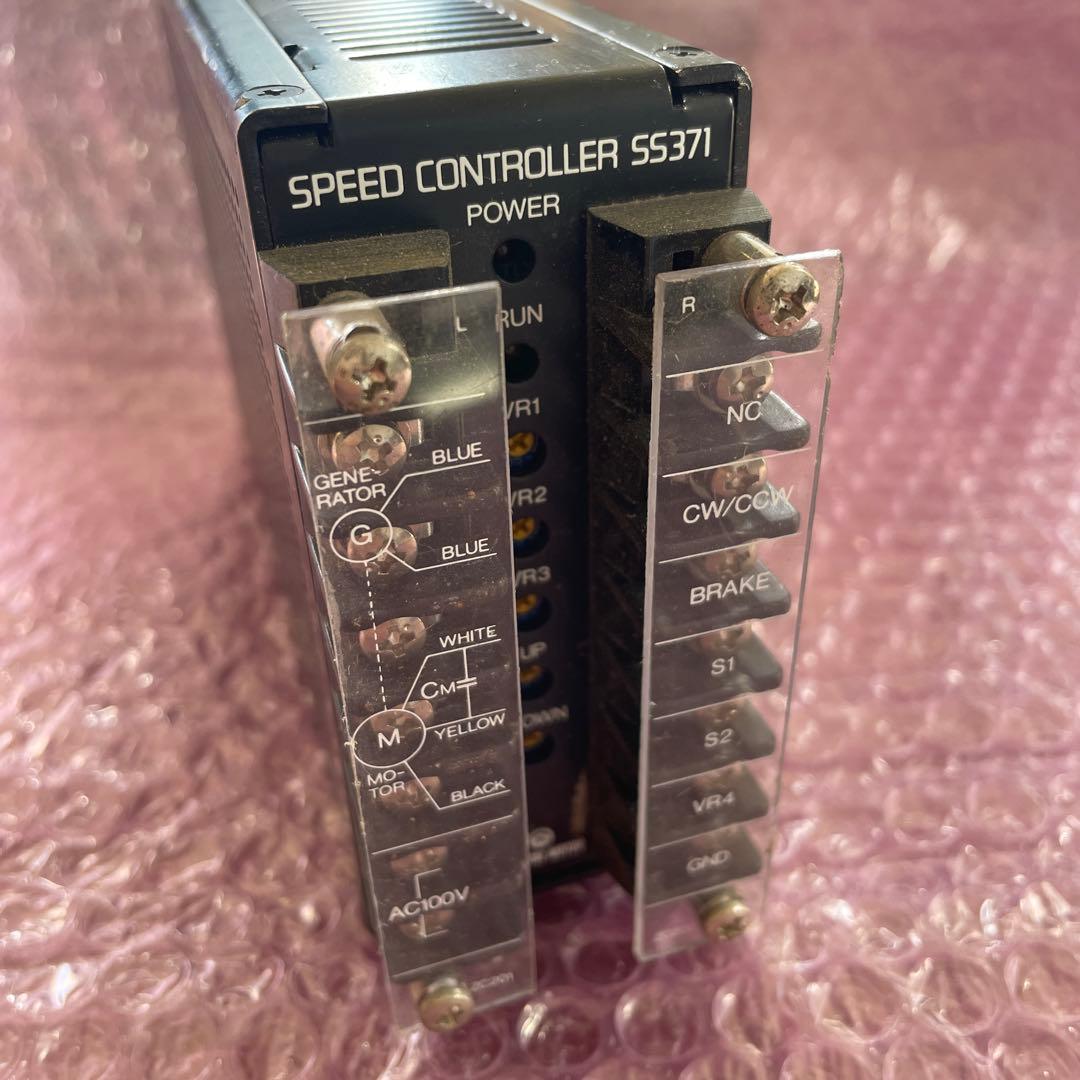 SPEED CONTROLLER SS371
POWER
RUN
VR1
VR2
VR3
UP
DOWN
L
GENE-
RATOR
BLUE
G
BLUE
WHITE
CM
YELLOW
M
MO-
TOR
BLACK
AC100V
R
NC
CW/CCW
BRAKE
S1
S2
VR4
GND